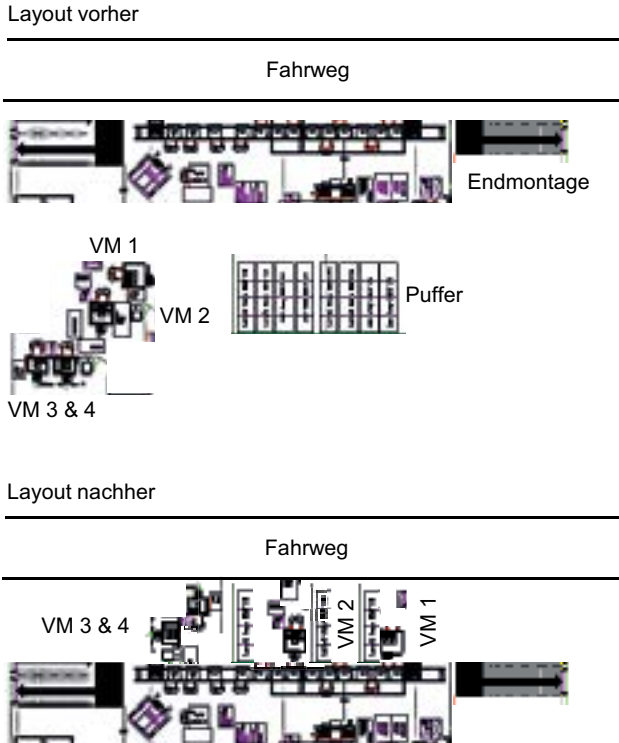 Layout vorher
Fahrweg
Endmontage
VM 1
Puffer
VM 2
VM 3 & 4
Layout nachher
Fahrweg
VM 3 & 4
VM 2
VM 1